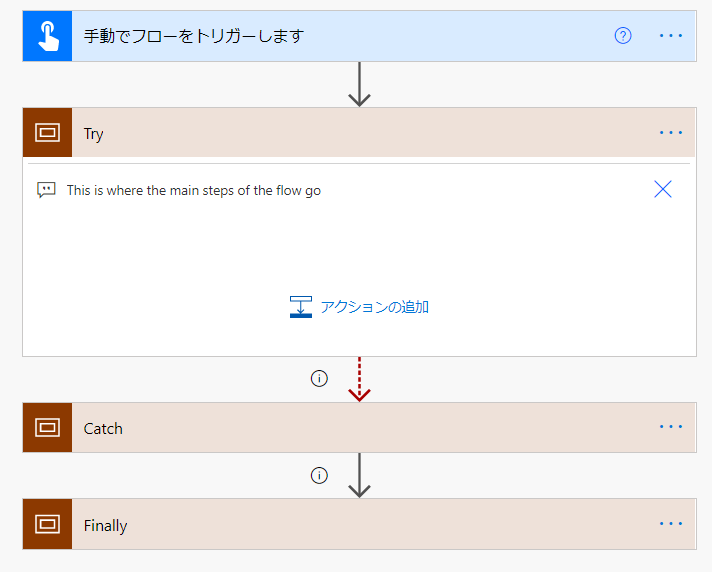 手動でフローをトリガーします
Try
This is where the main steps of the flow go
アクションの追加
Catch
Finally